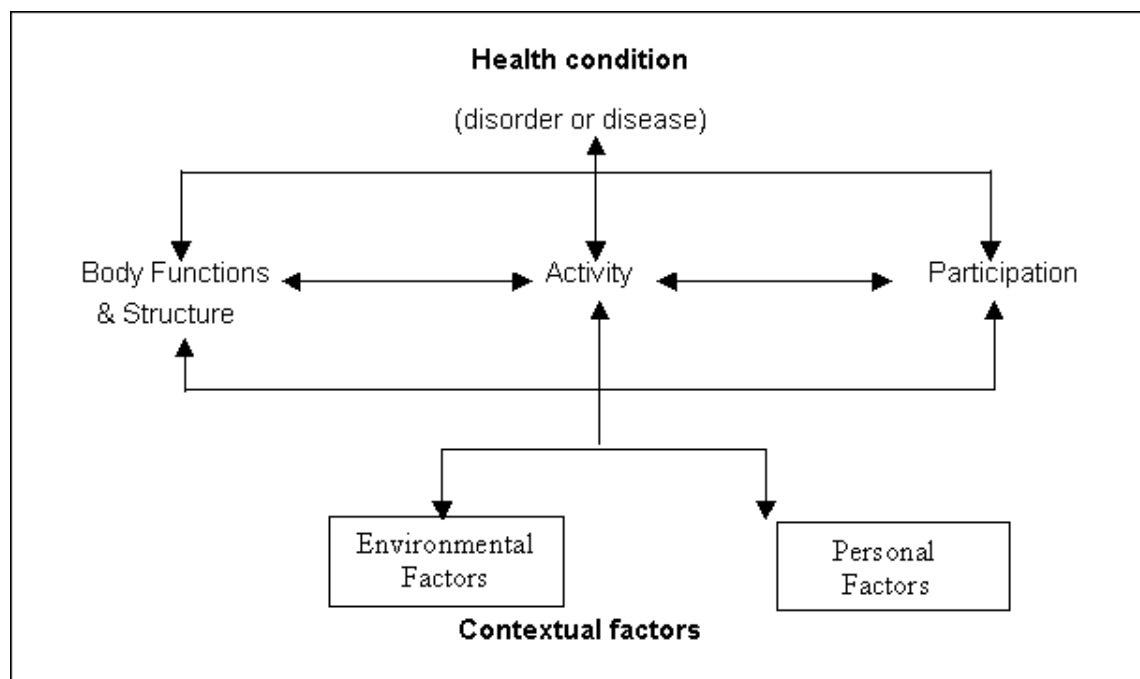 Health condition
(disorder or disease)
Body Functions
& Structure
Activity
Participation
Environmental
Factors
Personal
Factors
Contextual factors